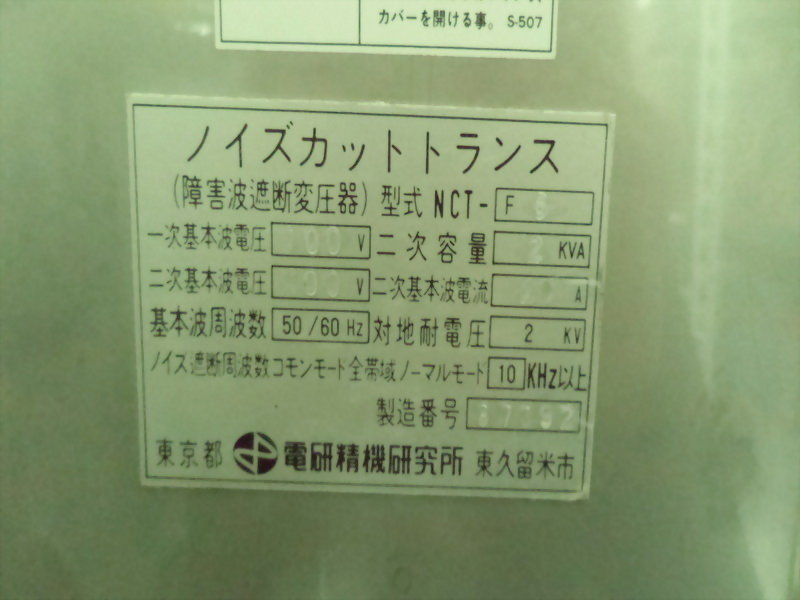 カバーを開ける事。 S-507
ノイズカットトランス
(障害波遮断変圧器) 型式 NCT- F
一次基本波電圧 100 V 二次容量 2 KVA
二次基本波電圧 100 V 二次基本波電流 A
基本波周波数 50/60 Hz 対地耐電圧 2 KV
ノイズ遮断周波数 コモンモード全帯域 ノーマルモード 10 KHz以上
製造番号
東京都 電研精機研究所 東久留米市